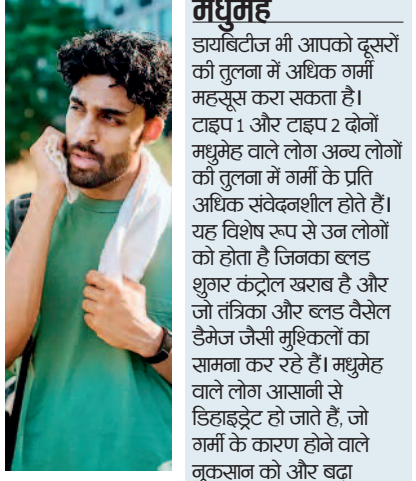 मधुमेह
डायबिटीज भी आपको दूसरों
की तुलना में अधिक गर्मी
महसूस करा सकता है।
टाइप 1 और टाइप 2 दोनों
मधुमेह वाले लोग अन्य लोगों
की तुलना में गर्मी के प्रति
अधिक संवेदनशील होते हैं।
यह विशेष रूप से उन लोगों
को होता है जिनका ब्लड
शुगर कंट्रोल खराब है और
जो तंत्रिका और ब्लड वैसेल
डैमेज जैसी मुश्किलों का
सामना कर रहे हैं। मधुमेह
वाले लोग आसानी से
डिहाइड्रेट हो जाते हैं, जो
गर्मी के कारण होने वाले
नुकसान को और बढ़ा